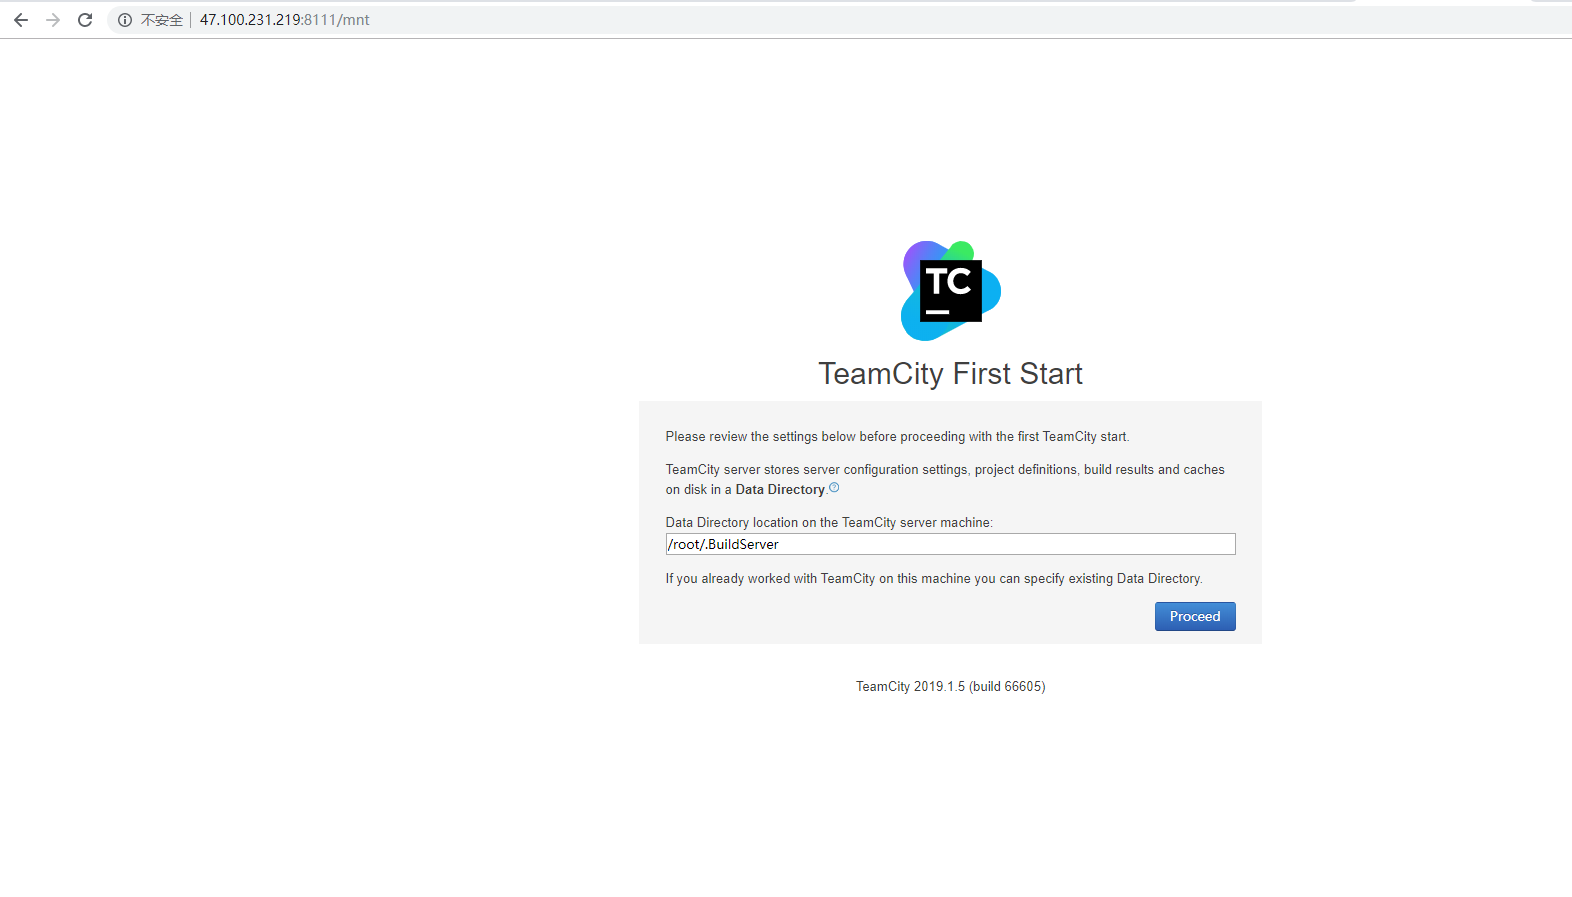 不安全 47.100.231.219:8111/mnt
TC
TeamCity First Start
Please review the settings below before proceeding with the first TeamCity start.
TeamCity server stores server configuration settings, project definitions, build results and caches
on disk in a Data Directory.
Data Directory location on the TeamCity server machine:
/root/.BuildServer
If you already worked with TeamCity on this machine you can specify existing Data Directory.
Proceed
TeamCity 2019.1.5 (build 66605)